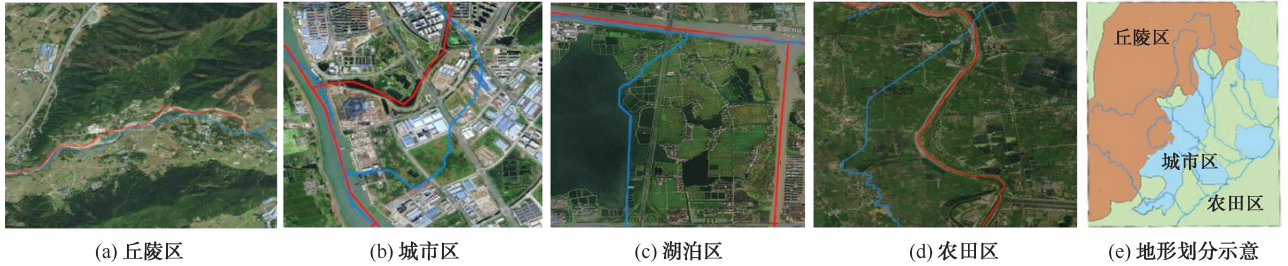 丘陵区
城市区
农田区
(a) 丘陵区
(b) 城市区
(c) 湖泊区
(d) 农田区
(e) 地形划分示意